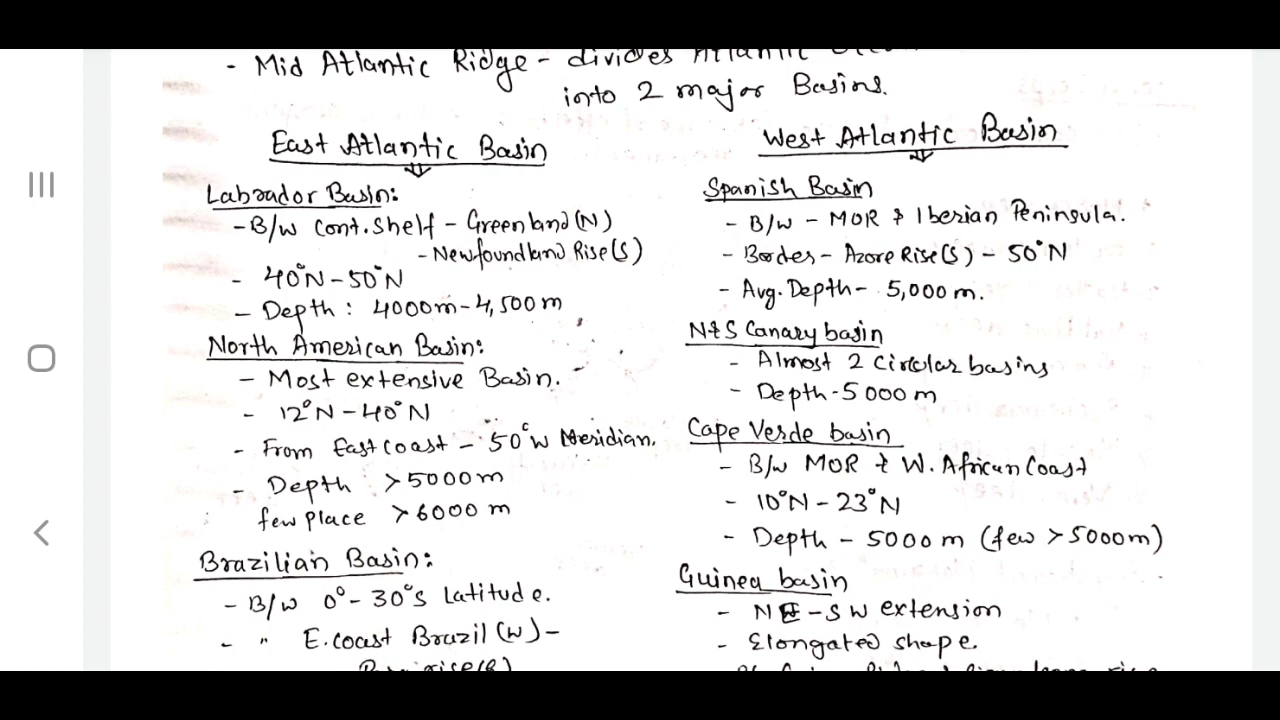 - Mid Atlantic Ridge - divides Atlantic
into 2 major Basins.
East Atlantic Basin
Labrador Basin:
- B/w Cont. Shelf - Greenland (N)
- Newfoundland Rise (S)
- 40°N - 50°N
- Depth : 4000m - 4,500 m
North American Basin:
- Most extensive Basin.
- 12°N - 40°N
- From East coast - 50°W Meridian.
- Depth > 5000 m
few place > 6000 m
Brazilian Basin:
- B/w 0° - 30°S Latitude.
- " E. coast Brazil (W) -
West Atlantic Basin
Spanish Basin
- B/w - MOR & Iberian Peninsula.
- Border - Azore Rise (S) - 50°N
- Avg. Depth - 5,000 m.
N & S Canary basin
- Almost 2 Circular basins
- Depth - 5000 m
Cape Verde basin
- B/w MOR & W. African Coast
- 10°N - 23°N
- Depth - 5000 m (few > 5000m)
Guinea basin
- NE - SW extension
- Elongated shape.